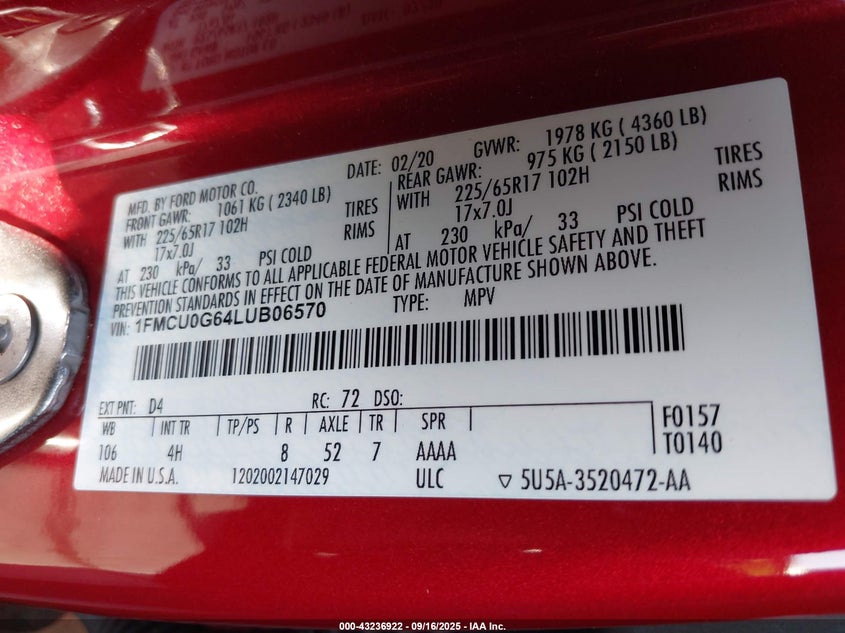 MFD. BY FORD MOTOR CO. DATE: 02/20 GVWR: 1978 KG ( 4360 LB)
FRONT GAWR: 1061 KG ( 2340 LB) REAR GAWR: 975 KG ( 2150 LB)
WITH 225/65R17 102H TIRES WITH 225/65R17 102H TIRES
17x7.0J RIMS 17x7.0J RIMS
AT 230 kPa/ 33 PSI COLD AT 230 kPa/ 33 PSI COLD
THIS VEHICLE CONFORMS TO ALL APPLICABLE FEDERAL MOTOR VEHICLE SAFETY AND THEFT
PREVENTION STANDARDS IN EFFECT ON THE DATE OF MANUFACTURE SHOWN ABOVE.
VIN: 1FMCU0G64LUB06570 TYPE: MPV
EXT PNT: D4 RC: 72 DSO:
WB INT TR TP/PS R AXLE TR SPR F0157
106 4H 8 52 7 AAAA T0140
MADE IN U.S.A. 1202002147029 ULC ▽ 5U5A-3520472-AA
000-43236922 - 09/16/2025 - IAA Inc.